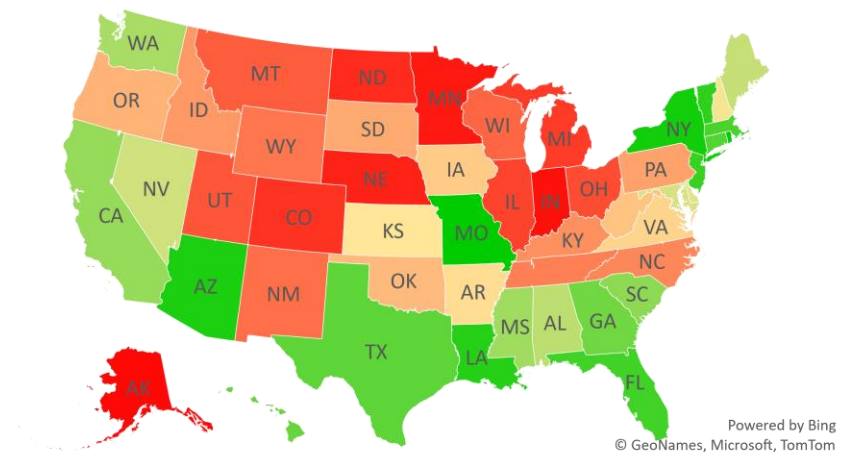 WA
MT
ND
MN
OR
ID
SD
WI
MI
NY
WY
IA
PA
NE
NV
UT
CO
IL
IN
OH
CA
KS
MO
KY
VA
NC
AZ
NM
OK
AR
SC
MS
AL
GA
TX
LA
FL
AK
Powered by Bing
© GeoNames, Microsoft, TomTom